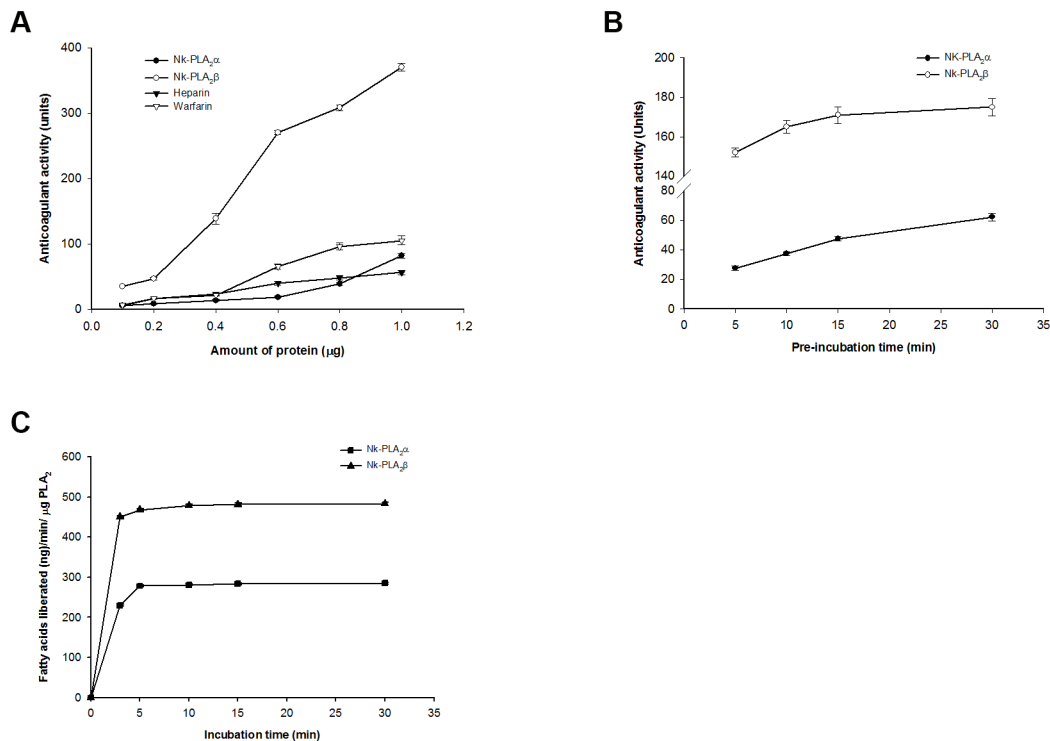 A
Nk-PLA₂α
Nk-PLA₂β
Heparin
Warfarin
Anticoagulant activity (units)
400
300
200
100
0
0.0 0.2 0.4 0.6 0.8 1.0 1.2
Amount of protein (μg)
B
NK-PLA₂α
Nk-PLA₂β
Anticoagulant activity (Units)
200
180
160
140
80
60
40
20
0
0 5 10 15 20 25 30 35
Pre-incubation time (min)
C
Nk-PLA₂α
Nk-PLA₂β
Fatty acids liberated (ng)/min/ μg PLA₂
600
500
400
300
200
100
0
0 5 10 15 20 25 30 35
Incubation time (min)